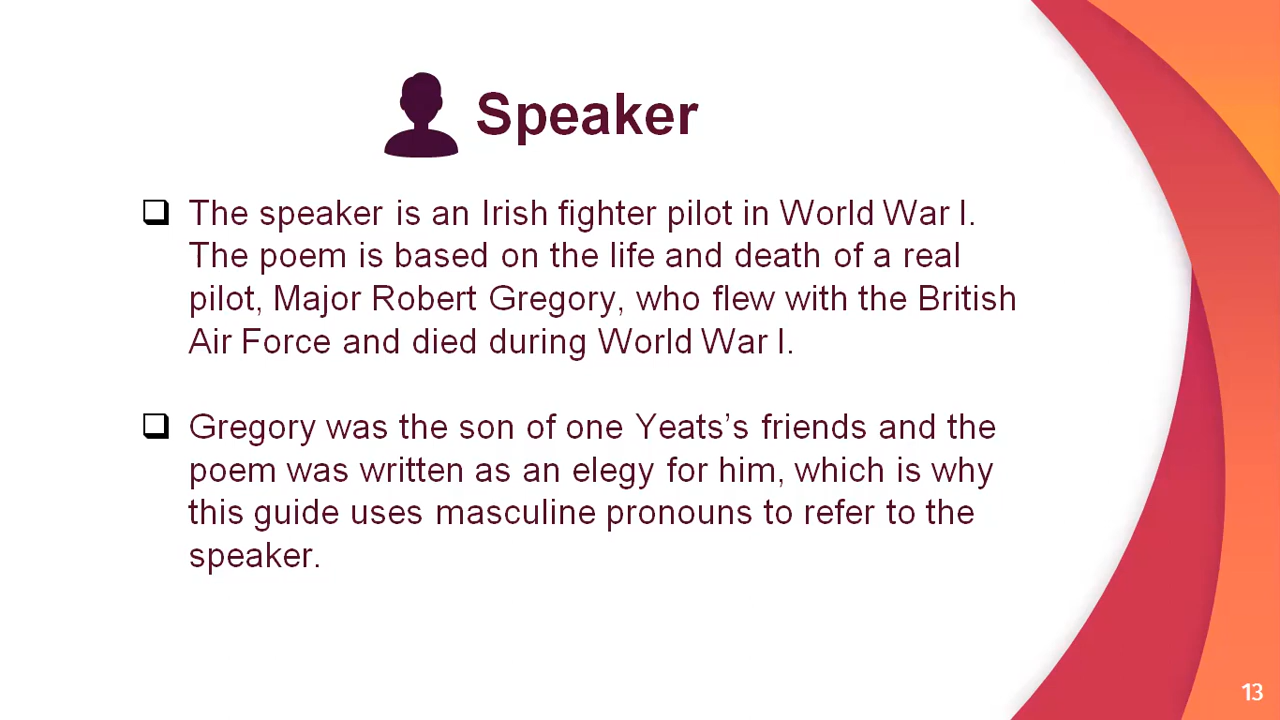 Speaker
The speaker is an Irish fighter pilot in World War I.
The poem is based on the life and death of a real
pilot, Major Robert Gregory, who flew with the British
Air Force and died during World War I.
Gregory was the son of one Yeats’s friends and the
poem was written as an elegy for him, which is why
this guide uses masculine pronouns to refer to the
speaker.
13